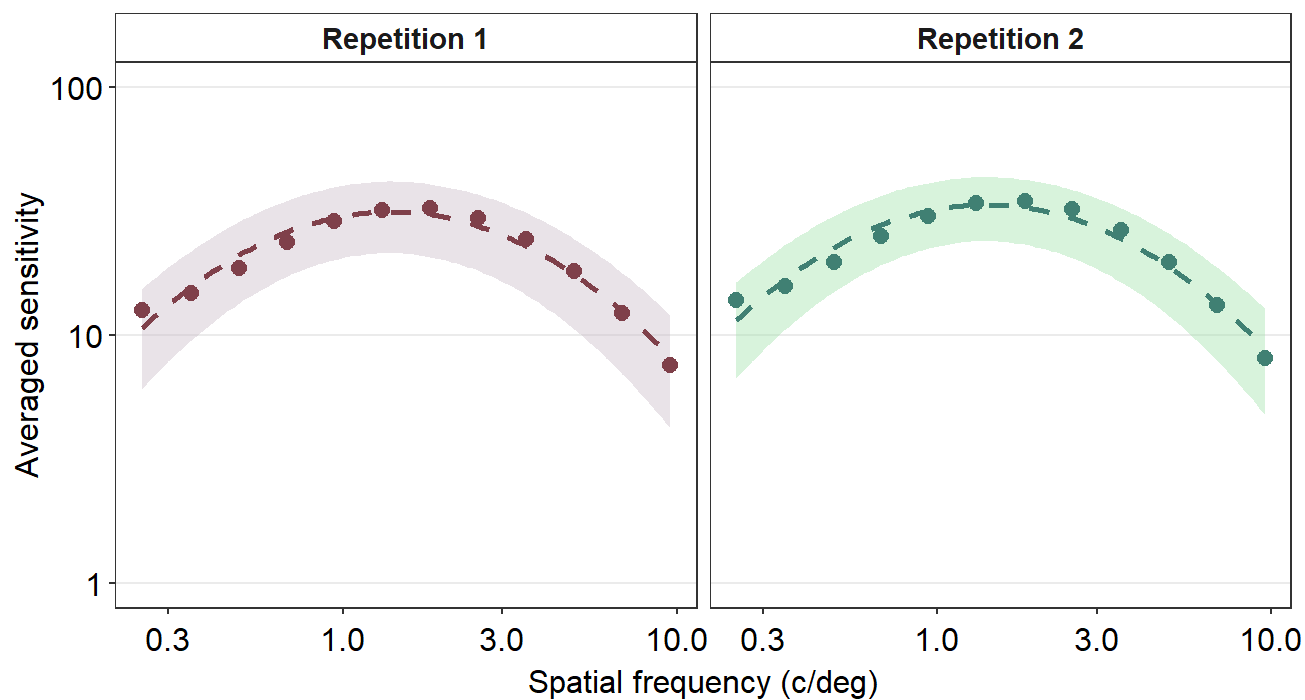 Repetition 1
Repetition 2
Averaged sensitivity
100
10
1
0.3 1.0 3.0 10.0
0.3 1.0 3.0 10.0
Spatial frequency (c/deg)